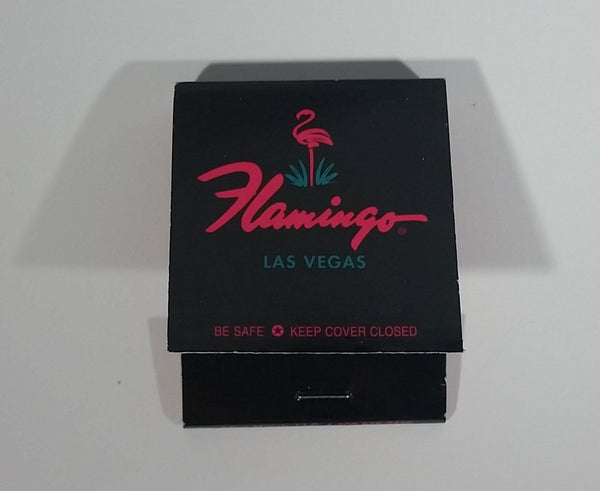 Flamingo®
LAS VEGAS
BE SAFE ✪ KEEP COVER CLOSED